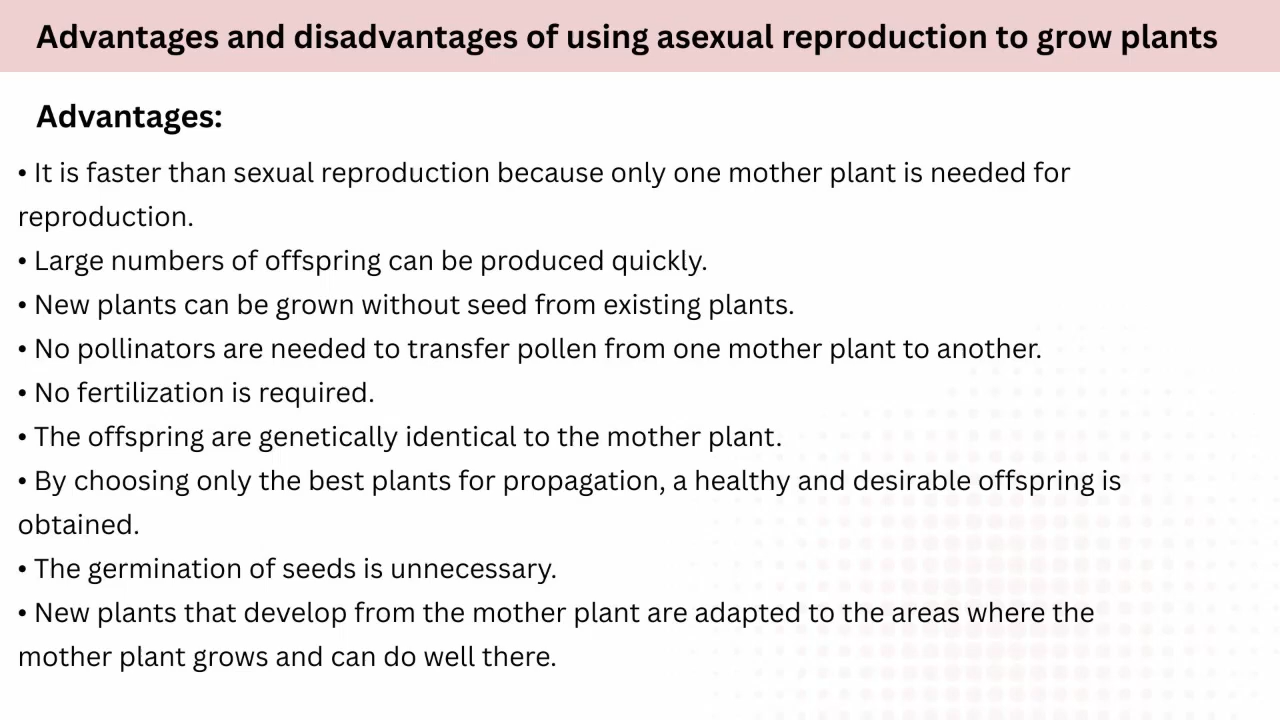 Advantages and disadvantages of using asexual reproduction to grow plants
Advantages:
• It is faster than sexual reproduction because only one mother plant is needed for
reproduction.
• Large numbers of offspring can be produced quickly.
• New plants can be grown without seed from existing plants.
• No pollinators are needed to transfer pollen from one mother plant to another.
• No fertilization is required.
• The offspring are genetically identical to the mother plant.
• By choosing only the best plants for propagation, a healthy and desirable offspring is
obtained.
• The germination of seeds is unnecessary.
• New plants that develop from the mother plant are adapted to the areas where the
mother plant grows and can do well there.